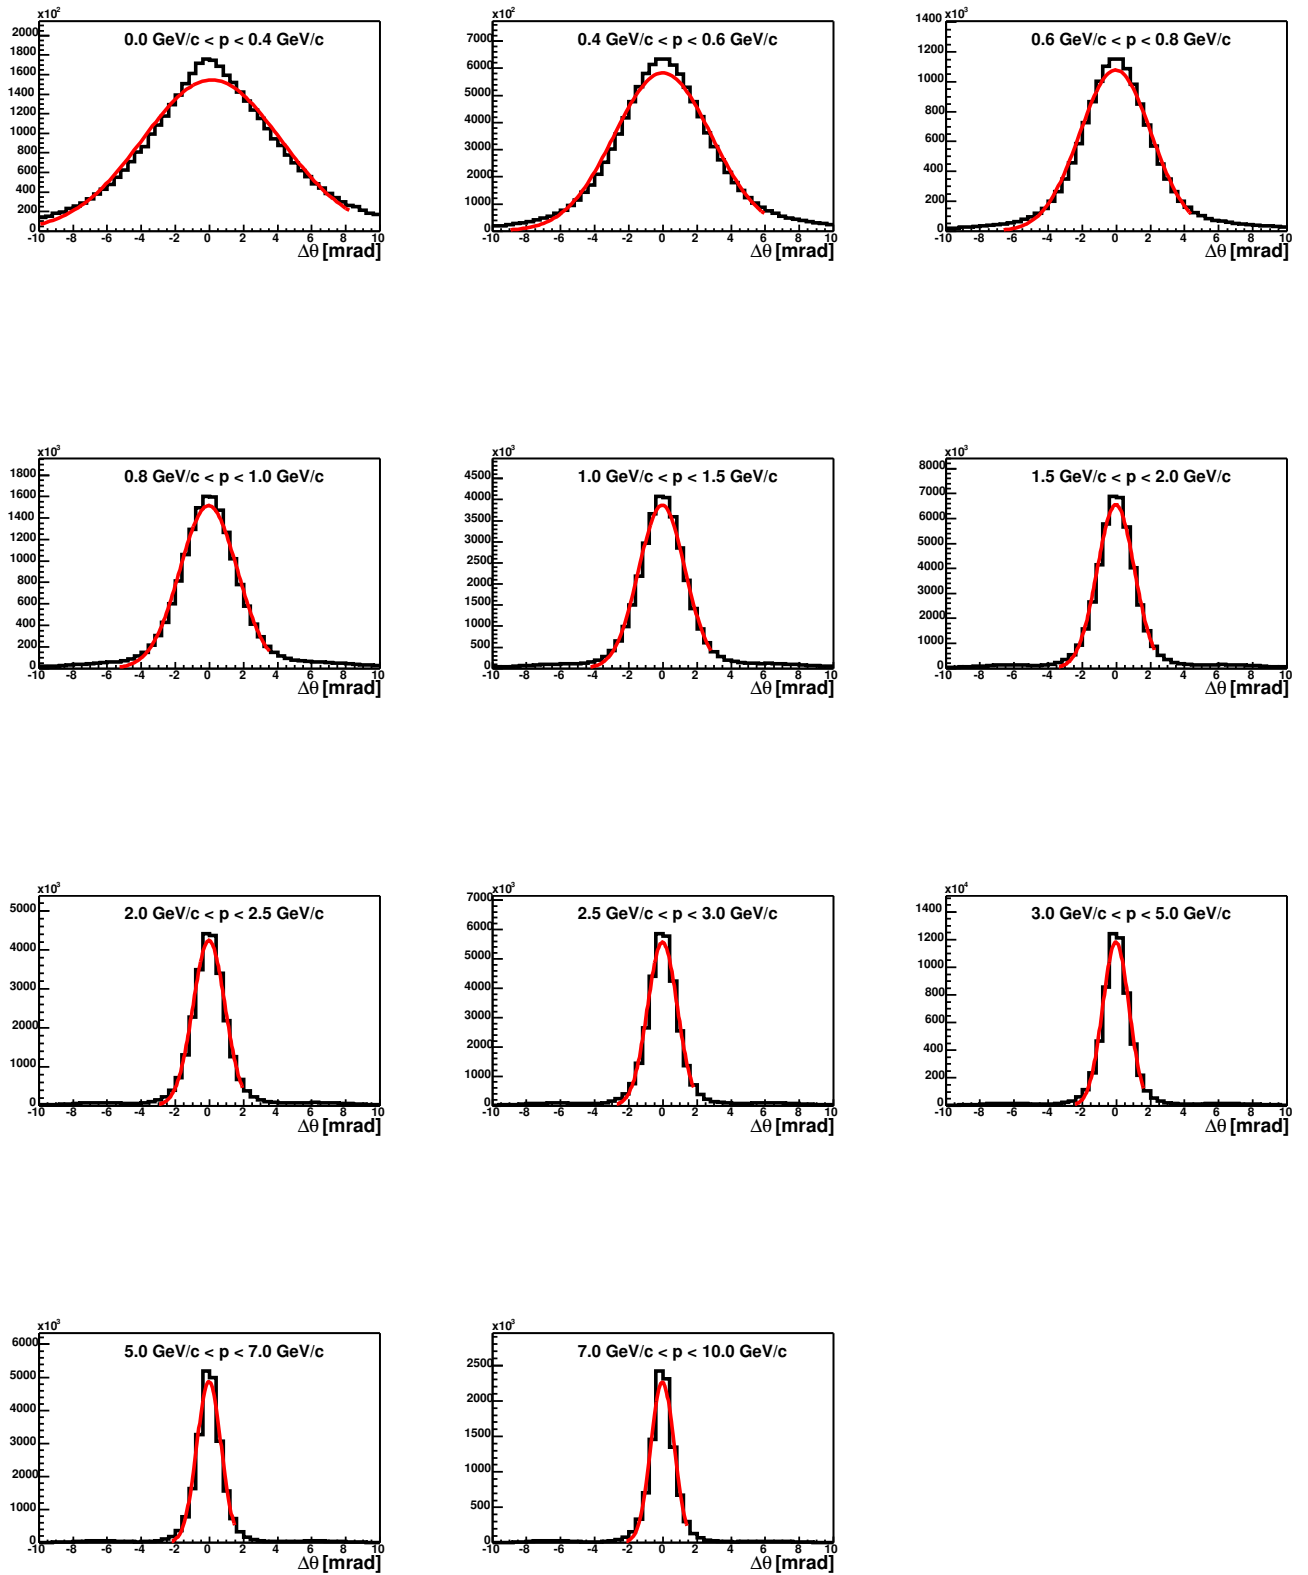 x10²
0.0 GeV/c < p < 0.4 GeV/c
2000
1800
1600
1400
1200
1000
800
600
400
200
0
-10 -8 -6 -4 -2 0 2 4 6 8 10
Δθ [mrad]
x10²
0.4 GeV/c < p < 0.6 GeV/c
7000
6000
5000
4000
3000
2000
1000
0
-10 -8 -6 -4 -2 0 2 4 6 8 10
Δθ [mrad]
x10³
0.6 GeV/c < p < 0.8 GeV/c
1400
1200
1000
800
600
400
200
0
-10 -8 -6 -4 -2 0 2 4 6 8 10
Δθ [mrad]
x10³
0.8 GeV/c < p < 1.0 GeV/c
1800
1600
1400
1200
1000
800
600
400
200
0
-10 -8 -6 -4 -2 0 2 4 6 8 10
Δθ [mrad]
x10³
1.0 GeV/c < p < 1.5 GeV/c
4500
4000
3500
3000
2500
2000
1500
1000
500
0
-10 -8 -6 -4 -2 0 2 4 6 8 10
Δθ [mrad]
x10³
1.5 GeV/c < p < 2.0 GeV/c
8000
7000
6000
5000
4000
3000
2000
1000
0
-10 -8 -6 -4 -2 0 2 4 6 8 10
Δθ [mrad]
x10³
2.0 GeV/c < p < 2.5 GeV/c
5000
4000
3000
2000
1000
0
-10 -8 -6 -4 -2 0 2 4 6 8 10
Δθ [mrad]
x10³
2.5 GeV/c < p < 3.0 GeV/c
7000
6000
5000
4000
3000
2000
1000
0
-10 -8 -6 -4 -2 0 2 4 6 8 10
Δθ [mrad]
x10⁴
3.0 GeV/c < p < 5.0 GeV/c
1400
1200
1000
800
600
400
200
0
-10 -8 -6 -4 -2 0 2 4 6 8 10
Δθ [mrad]
x10³
5.0 GeV/c < p < 7.0 GeV/c
6000
5000
4000
3000
2000
1000
0
-10 -8 -6 -4 -2 0 2 4 6 8 10
Δθ [mrad]
x10³
7.0 GeV/c < p < 10.0 GeV/c
2500
2000
1500
1000
500
0
-10 -8 -6 -4 -2 0 2 4 6 8 10
Δθ [mrad]